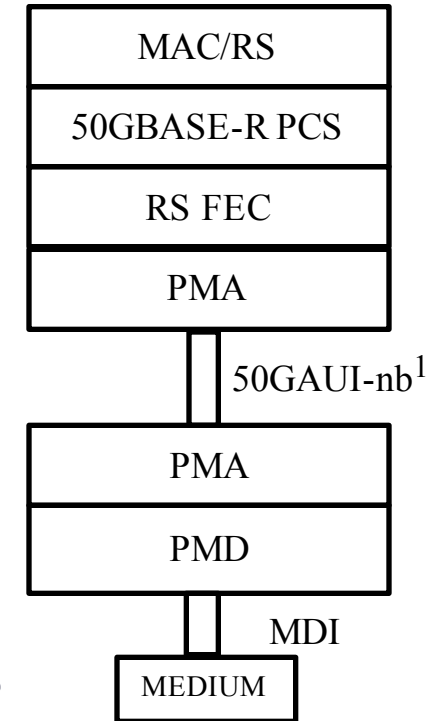 MAC/RS
50GBASE-R PCS
RS FEC
PMA
50GAUI-nb¹
PMA
PMD
MDI
MEDIUM